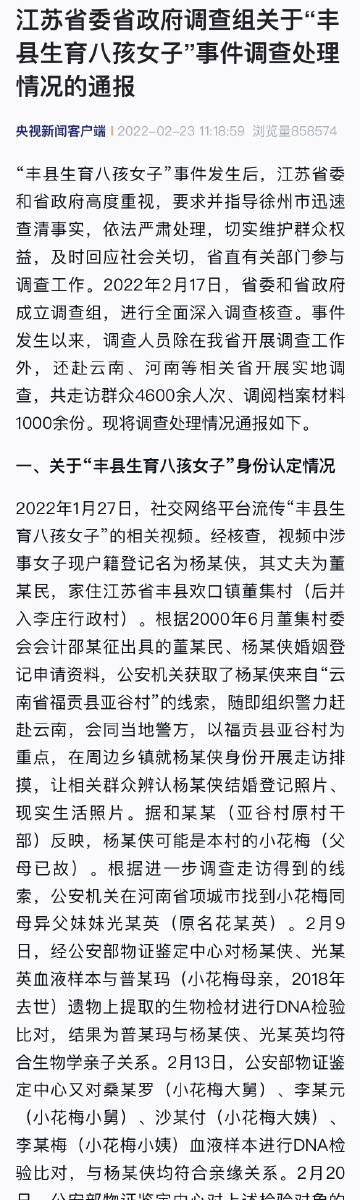 江苏省委省政府调查组关于“丰
县生育八孩女子”事件调查处理
情况的通报
央视新闻客户端 | 2022-02-23 11:18:59 浏览量858574
“丰县生育八孩女子”事件发生后，江苏省委
和省政府高度重视，要求并指导徐州市迅速
查清事实，依法严肃处理，切实维护群众权
益，及时回应社会关切，省直有关部门参与
调查工作。2022年2月17日，省委和省政府
成立调查组，进行全面深入调查核查。事件
发生以来，调查人员除在我省开展调查工作
外，还赴云南、河南等相关省开展实地调
查，共走访群众4600余人次、调阅档案材料
1000余份。现将调查处理情况通报如下。
一、关于“丰县生育八孩女子”身份认定情况
2022年1月27日，社交网络平台流传“丰县生
育八孩女子”的相关视频。经核查，视频中涉
事女子现户籍登记名为杨某侠，其丈夫为董
某民，家住江苏省丰县欢口镇董集村（后并
入李庄行政村）。根据2000年6月董集村委
会会计邵某征出具的董某民、杨某侠婚姻登
记申请资料，公安机关获取了杨某侠来自“云
南省福贡县亚谷村”的线索，随即组织警力赶
赴云南，会同当地警方，以福贡县亚谷村为
重点，在周边乡镇就杨某侠身份开展走访排
摸，让相关群众辨认杨某侠结婚登记照片、
现实生活照片。据和某某（亚谷村原村干
部）反映，杨某侠可能是本村的小花梅（父
母已故）。根据进一步调查走访得到的线
索，公安机关在河南省项城市找到小花梅同
母异父妹妹光某英（原名花某英）。2月9
日，经公安部物证鉴定中心对杨某侠、光某
英血液样本与普某玛（小花梅母亲，2018年
去世）遗物上提取的生物检材进行DNA检验
比对，结果为普某玛与杨某侠、光某英均符
合生物学亲子关系。2月13日，公安部物证鉴
定中心又对桑某罗（小花梅大舅）、李某元
（小花梅小舅）、沙某付（小花梅大姨）、
李某梅（小花梅小姨）血液样本进行DNA检
验比对，与杨某侠均符合亲缘关系。2月20
日，公安部物证鉴定中心对上述检验对象的